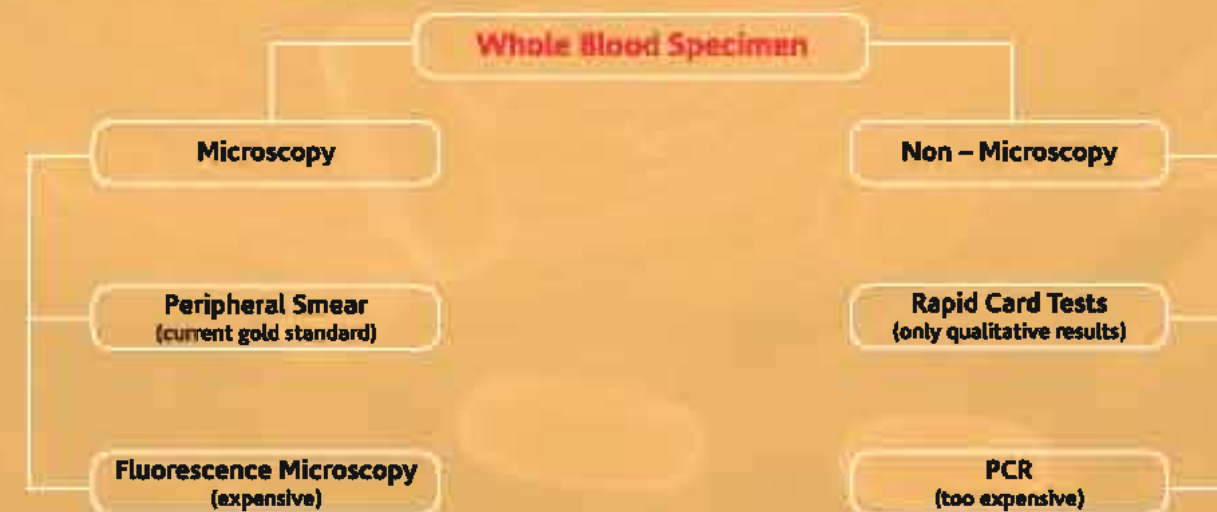 Whole Blood Specimen
Microscopy
Non – Microscopy
Peripheral Smear
(current gold standard)
Rapid Card Tests
(only qualitative results)
Fluorescence Microscopy
(expensive)
PCR
(too expensive)